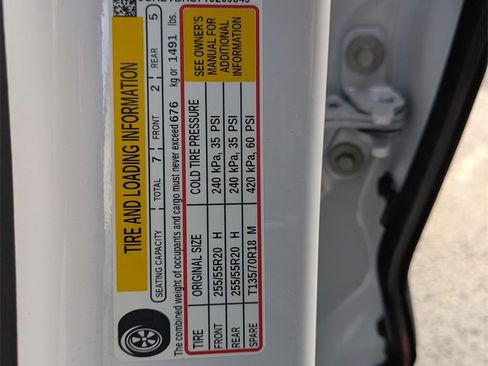 TIRE AND LOADING INFORMATION
SEATING CAPACITY TOTAL 7 FRONT 2 REAR 5
The combined weight of occupants and cargo must never exceed 676 kg or 1491 lbs.
TIRE ORIGINAL SIZE COLD TIRE PRESSURE
FRONT 255/55R20 H 240 kPa, 35 PSI
REAR 255/55R20 H 240 kPa, 35 PSI
SPARE T135/70R18 M 420 kPa, 60 PSI
SEE OWNER'S
MANUAL FOR
ADDITIONAL
INFORMATION